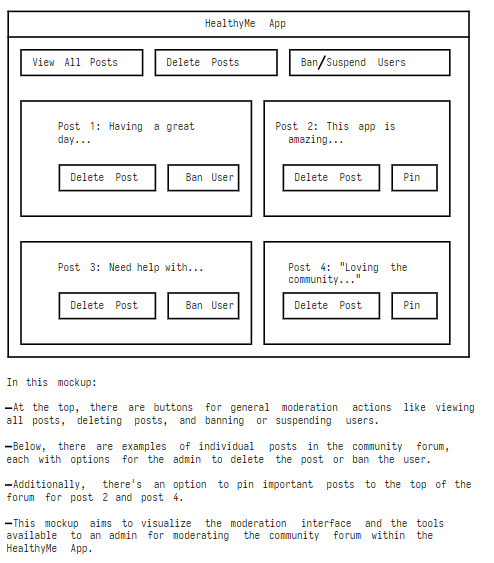 HealthyMe App
View All Posts Delete Posts Ban/Suspend Users
Post 1: Having a great
day...
Delete Post Ban User
Post 2: This app is
amazing...
Delete Post Pin
Post 3: Need help with...
Delete Post Ban User
Post 4: "Loving the
community..."
Delete Post Pin
In this mockup:
—At the top, there are buttons for general moderation actions like viewing
all posts, deleting posts, and banning or suspending users.
—Below, there are examples of individual posts in the community forum,
each with options for the admin to delete the post or ban the user.
—Additionally, there's an option to pin important posts to the top of the
forum for post 2 and post 4.
—This mockup aims to visualize the moderation interface and the tools
available to an admin for moderating the community forum within the
HealthyMe App.